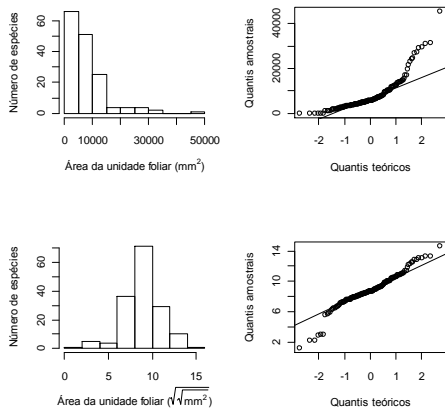 Número de espécies
0 20 40 60
0 10000 30000 50000
Área da unidade foliar (mm²)
Quantis amostrais
0 20000 40000
-2 -1 0 1 2
Quantis teóricos
Número de espécies
0 20 40 60
0 5 10 15
Área da unidade foliar (√√mm²)
Quantis amostrais
2 6 10 14
-2 -1 0 1 2
Quantis teóricos